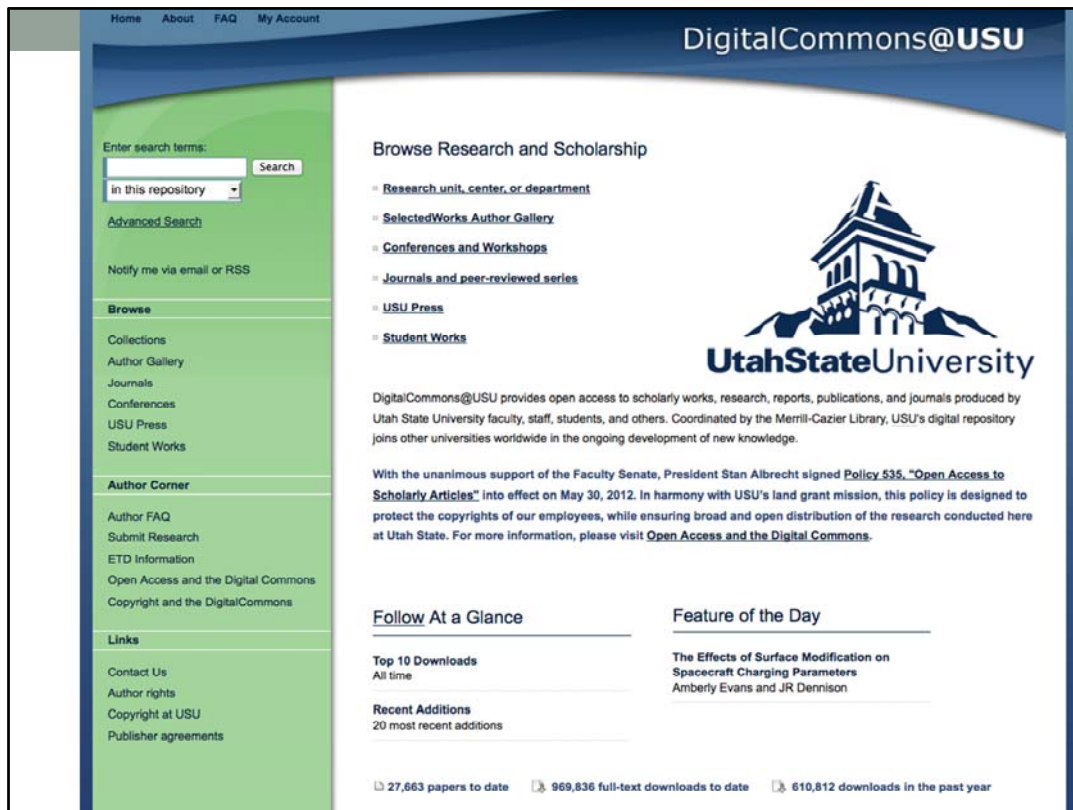 Home About FAQ My Account
DigitalCommons@USU
Enter search terms:
Search
in this repository
Advanced Search
Notify me via email or RSS
Browse
Collections
Author Gallery
Journals
Conferences
USU Press
Student Works
Author Corner
Author FAQ
Submit Research
ETD Information
Open Access and the Digital Commons
Copyright and the DigitalCommons
Links
Contact Us
Author rights
Copyright at USU
Publisher agreements
Browse Research and Scholarship
Research unit, center, or department
SelectedWorks Author Gallery
Conferences and Workshops
Journals and peer-reviewed series
USU Press
Student Works
UtahStateUniversity
DigitalCommons@USU provides open access to scholarly works, research, reports, publications, and journals produced by
Utah State University faculty, staff, students, and others. Coordinated by the Merrill-Cazier Library, USU's digital repository
joins other universities worldwide in the ongoing development of new knowledge.
With the unanimous support of the Faculty Senate, President Stan Albrecht signed Policy 535, "Open Access to
Scholarly Articles" into effect on May 30, 2012. In harmony with USU's land grant mission, this policy is designed to
protect the copyrights of our employees, while ensuring broad and open distribution of the research conducted here
at Utah State. For more information, please visit Open Access and the Digital Commons.
Follow At a Glance
Top 10 Downloads
All time
Recent Additions
20 most recent additions
Feature of the Day
The Effects of Surface Modification on
Spacecraft Charging Parameters
Amberly Evans and JR Dennison
27,663 papers to date 969,836 full-text downloads to date 610,812 downloads in the past year